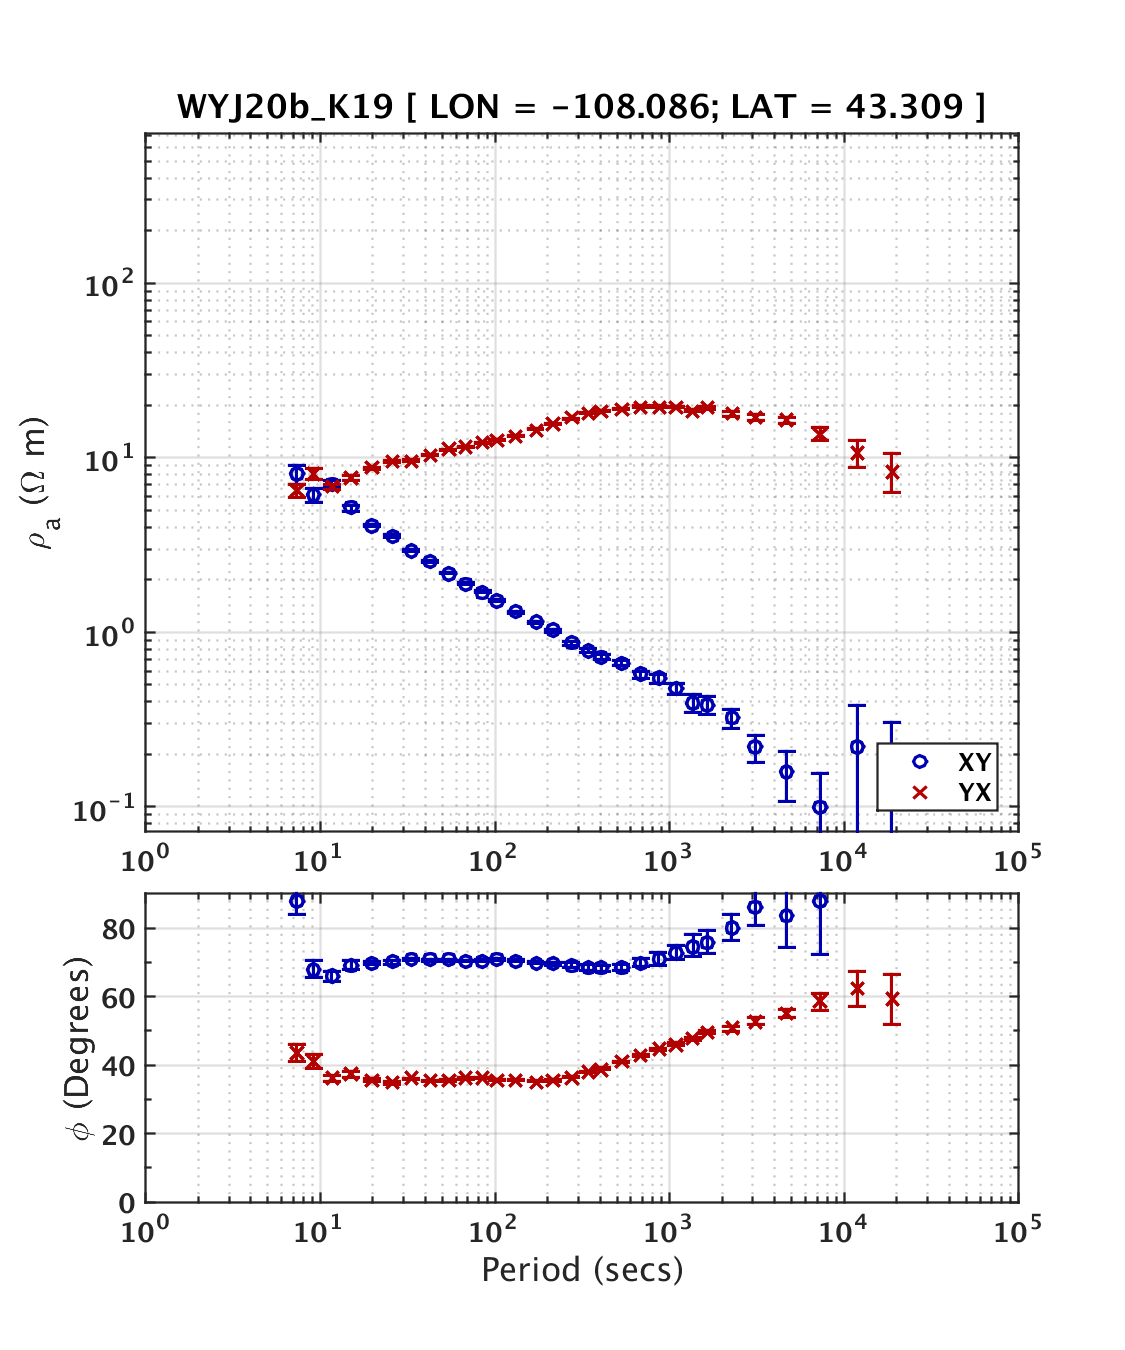 WYJ20b_K19 [ LON = -108.086; LAT = 43.309 ]
10²
10¹
10⁰
10⁻¹
ρa (Ω m)
XY
YX
10⁰ 10¹ 10² 10³ 10⁴ 10⁵
80
60
40
20
0
ϕ (Degrees)
10⁰ 10¹ 10² 10³ 10⁴ 10⁵
Period (secs)